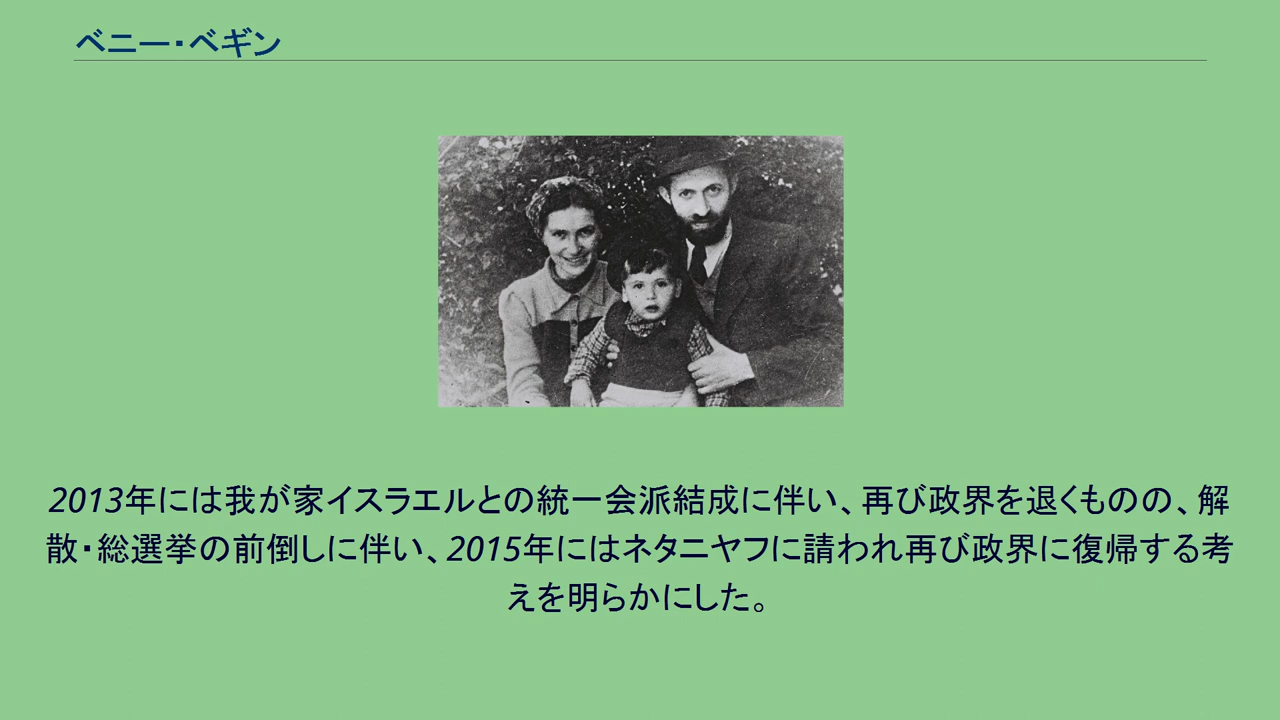 ベニー・ベギン
2013年には我が家イスラエルとの統一会派結成に伴い、再び政界を退くものの、解
散・総選挙の前倒しに伴い、2015年にはネタニヤフに請われ再び政界に復帰する考
えを明らかにした。